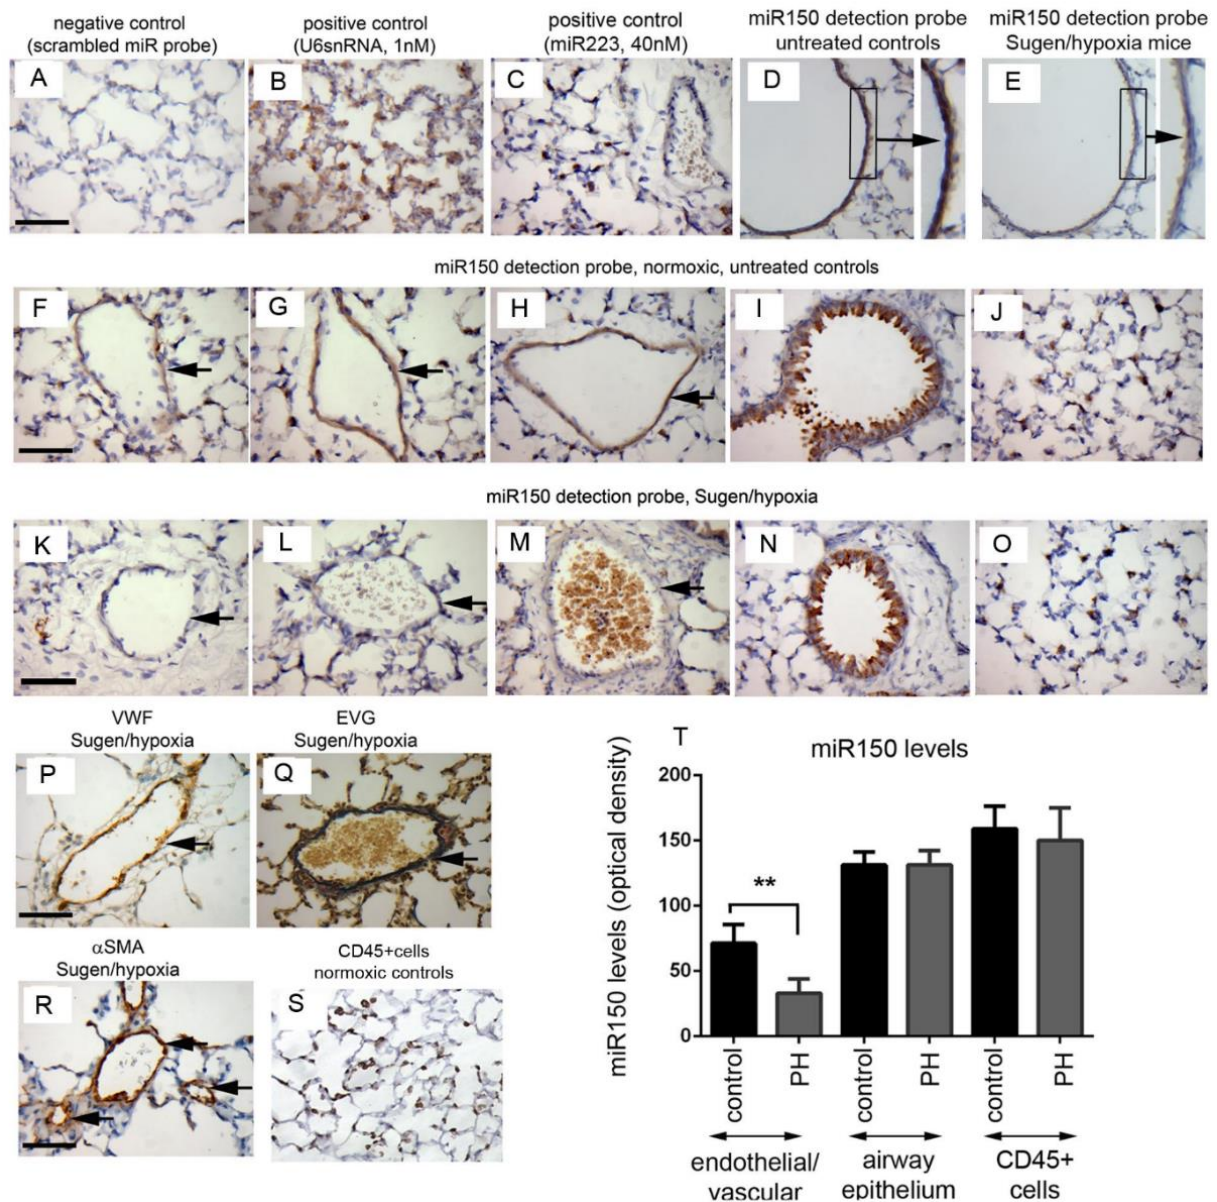 negative control
(scrambled miR probe)
positive control
(U6snRNA, 1nM)
positive control
(miR223, 40nM)
miR150 detection probe
untreated controls
miR150 detection probe
Sugen/hypoxia mice
A
B
C
D
E
miR150 detection probe, normoxic, untreated controls
F
G
H
I
J
miR150 detection probe, Sugen/hypoxia
K
L
M
N
O
VWF
Sugen/hypoxia
EVG
Sugen/hypoxia
P
Q
αSMA
Sugen/hypoxia
CD45+cells
normoxic controls
R
S
T
miR150 levels
miR150 levels (optical density)
200
150
100
50
0
**
control
PH
control
PH
control
PH
endothelial/
vascular
airway
epithelium
CD45+
cells